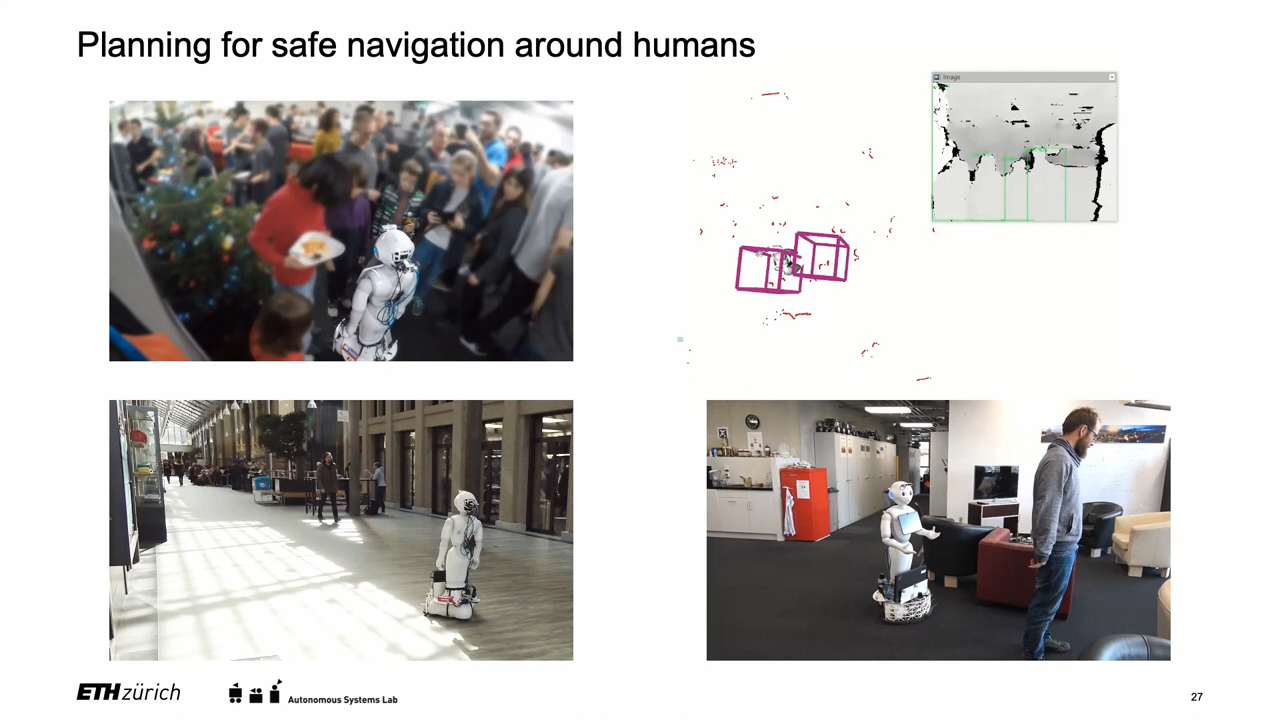 Planning for safe navigation around humans
Image
ETH zürich
Autonomous Systems Lab
27